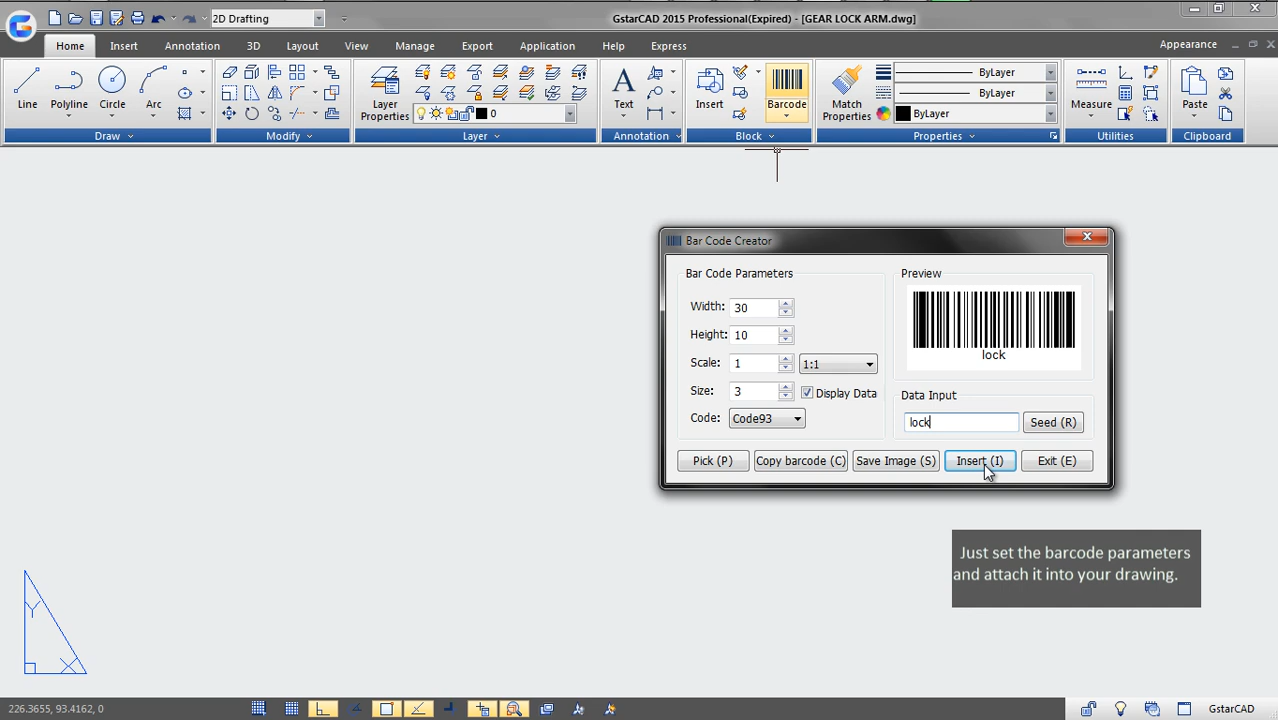 2D Drafting
GstarCAD 2015 Professional(Expired) - [GEAR LOCK ARM.dwg]
Home Insert Annotation 3D Layout View Manage Export Application Help Express Appearance
Line Polyline Circle Arc
Layer Properties
0
Text
Insert Barcode
Match Properties
ByLayer
ByLayer
ByLayer
Measure
Paste
Draw Modify Layer Annotation Block Properties Utilities Clipboard
Bar Code Creator
Bar Code Parameters
Width: 30
Height: 10
Scale: 1 1:1
Size: 3 Display Data
Code: Code93
Preview
lock
Data Input
lock Seed (R)
Pick (P) Copy barcode (C) Save Image (S) Insert (I) Exit (E)
Just set the barcode parameters
and attach it into your drawing.
Y
X
226.3655, 93.4162, 0
GstarCAD